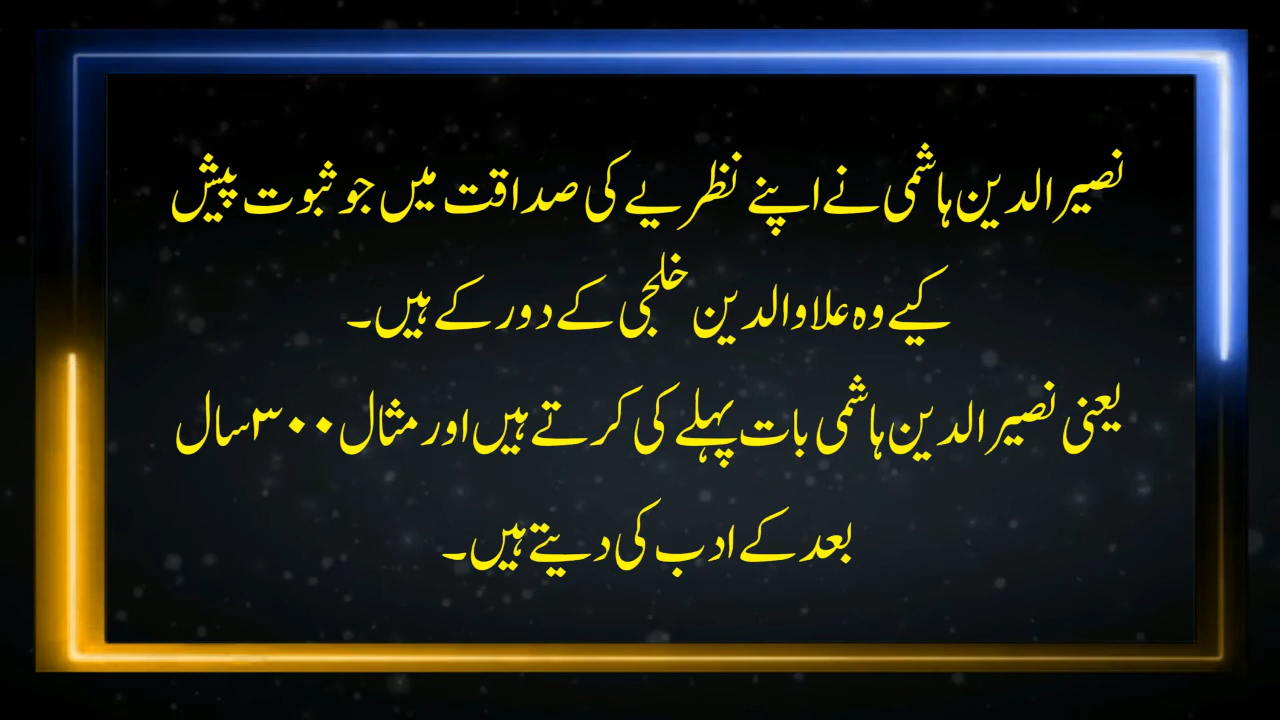 نصیر الدین ہاشمی نے اپنے نظریے کی صداقت میں جو ثبوت پیش
کیے وہ علاوالدین خلجی کے دور کے ہیں۔
یعنی نصیر الدین ہاشمی بات پہلے کی کرتے ہیں اور مثال ۳۰۰ سال
بعد کے ادب کی دیتے ہیں۔